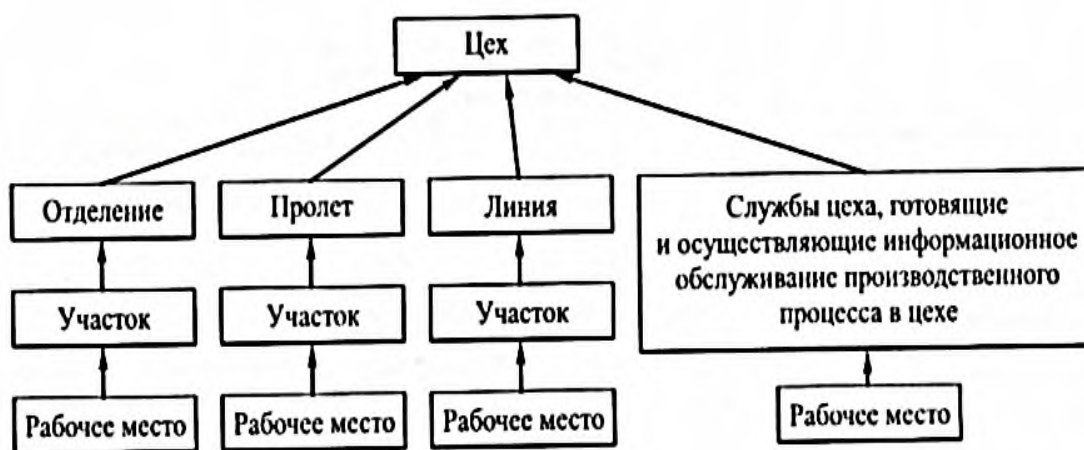 Цех
Отделение
Пролет
Линия
Службы цеха, готовящие
и осуществляющие информационное
обслуживание производственного
процесса в цехе
Участок
Участок
Участок
Рабочее место
Рабочее место
Рабочее место
Рабочее место